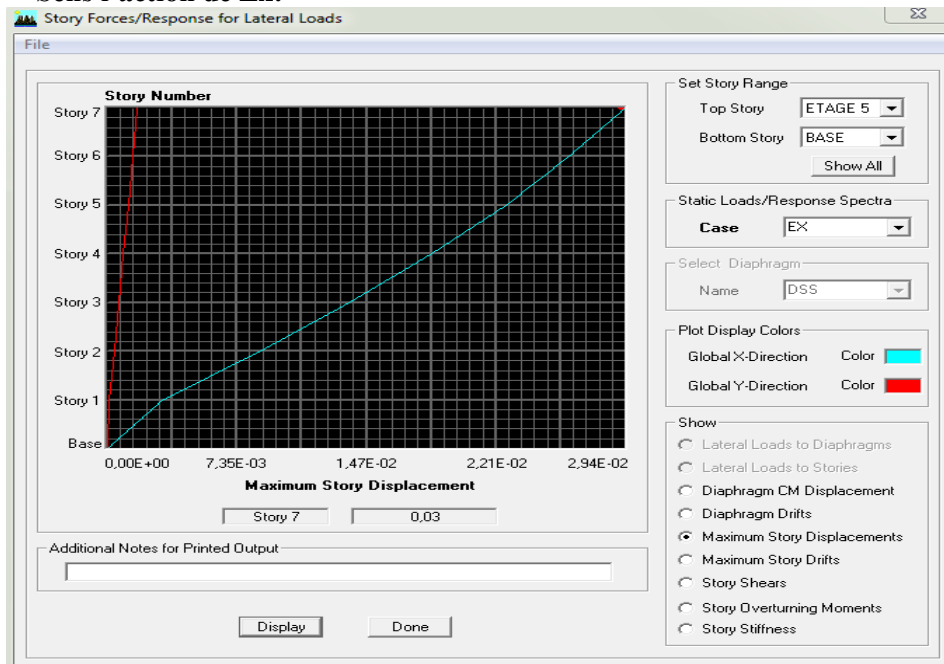 Story Forces/Response for Lateral Loads
File
Story Number
Story 7
Story 6
Story 5
Story 4
Story 3
Story 2
Story 1
Base
0,00E+00 7,35E-03 1,47E-02 2,21E-02 2,94E-02
Maximum Story Displacement
Story 7 0,03
Additional Notes for Printed Output
Display Done
Set Story Range
Top Story ETAGE 5
Bottom Story BASE
Show All
Static Loads/Response Spectra
Case EX
Select Diaphragm
Name DSS
Plot Display Colors
Global X-Direction Color
Global Y-Direction Color
Show
Lateral Loads to Diaphragms
Lateral Loads to Stories
Diaphragm CM Displacement
Diaphragm Drifts
Maximum Story Displacements
Maximum Story Drifts
Story Shears
Story Overturning Moments
Story Stiffness